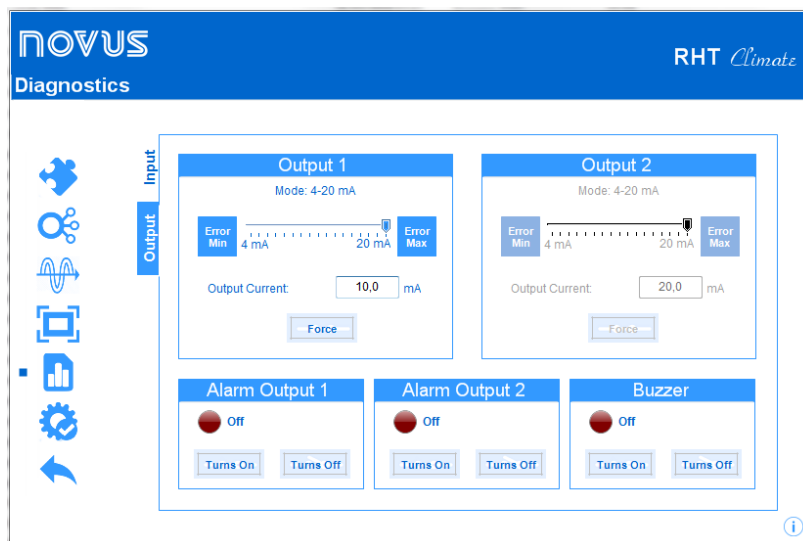 NOVUS
RHT Climate
Diagnostics
Input
Output
Output 1
Mode: 4-20 mA
Error Min
4 mA
20 mA
Error Max
Output Current:
10,0
mA
Force
Output 2
Mode: 4-20 mA
Error Min
4 mA
20 mA
Error Max
Output Current:
20,0
mA
Force
Alarm Output 1
Off
Turns On
Turns Off
Alarm Output 2
Off
Turns On
Turns Off
Buzzer
Off
Turns On
Turns Off
i